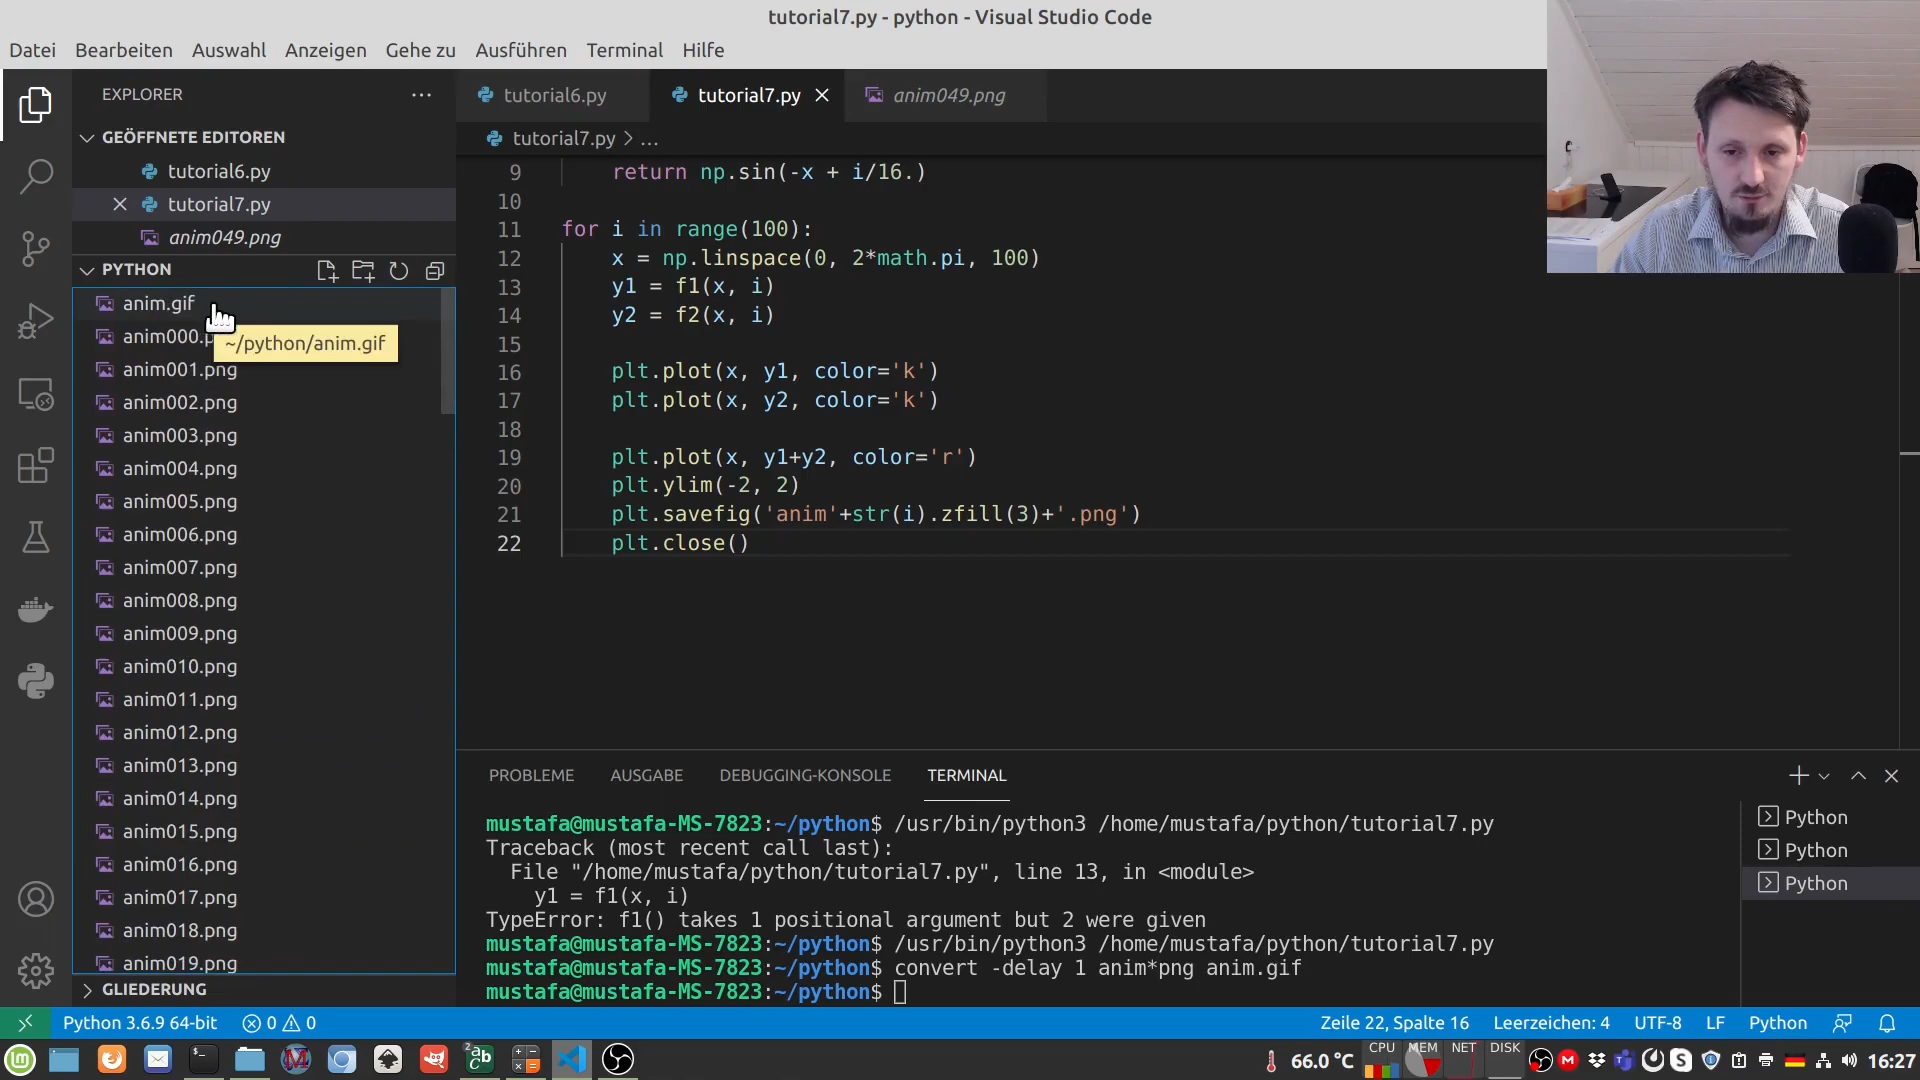 tutorial7.py - python - Visual Studio Code
Datei Bearbeiten Auswahl Anzeigen Gehe zu Ausführen Terminal Hilfe
EXPLORER
GEÖFFNETE EDITOREN
tutorial6.py
tutorial7.py
anim049.png
PYTHON
anim.gif
anim000.p
~/python/anim.gif
anim001.png
anim002.png
anim003.png
anim004.png
anim005.png
anim006.png
anim007.png
anim008.png
anim009.png
anim010.png
anim011.png
anim012.png
anim013.png
anim014.png
anim015.png
anim016.png
anim017.png
anim018.png
anim019.png
GLIEDERUNG
tutorial6.py tutorial7.py anim049.png
tutorial7.py > ...
9 return np.sin(-x + i/16.)
10
11 for i in range(100):
12 x = np.linspace(0, 2*math.pi, 100)
13 y1 = f1(x, i)
14 y2 = f2(x, i)
15
16 plt.plot(x, y1, color='k')
17 plt.plot(x, y2, color='k')
18
19 plt.plot(x, y1+y2, color='r')
20 plt.ylim(-2, 2)
21 plt.savefig('anim'+str(i).zfill(3)+'.png')
22 plt.close()
PROBLEME AUSGABE DEBUGGING-KONSOLE TERMINAL
mustafa@mustafa-MS-7823:~/python$ /usr/bin/python3 /home/mustafa/python/tutorial7.py
Traceback (most recent call last):
File "/home/mustafa/python/tutorial7.py", line 13, in <module>
y1 = f1(x, i)
TypeError: f1() takes 1 positional argument but 2 were given
mustafa@mustafa-MS-7823:~/python$ /usr/bin/python3 /home/mustafa/python/tutorial7.py
mustafa@mustafa-MS-7823:~/python$ convert -delay 1 anim*png anim.gif
mustafa@mustafa-MS-7823:~/python$
Python
Python
Python
Python 3.6.9 64-bit 0 0
Zeile 22, Spalte 16 Leerzeichen: 4 UTF-8 LF Python
66.0 °C CPU MEM NET DISK 16:27